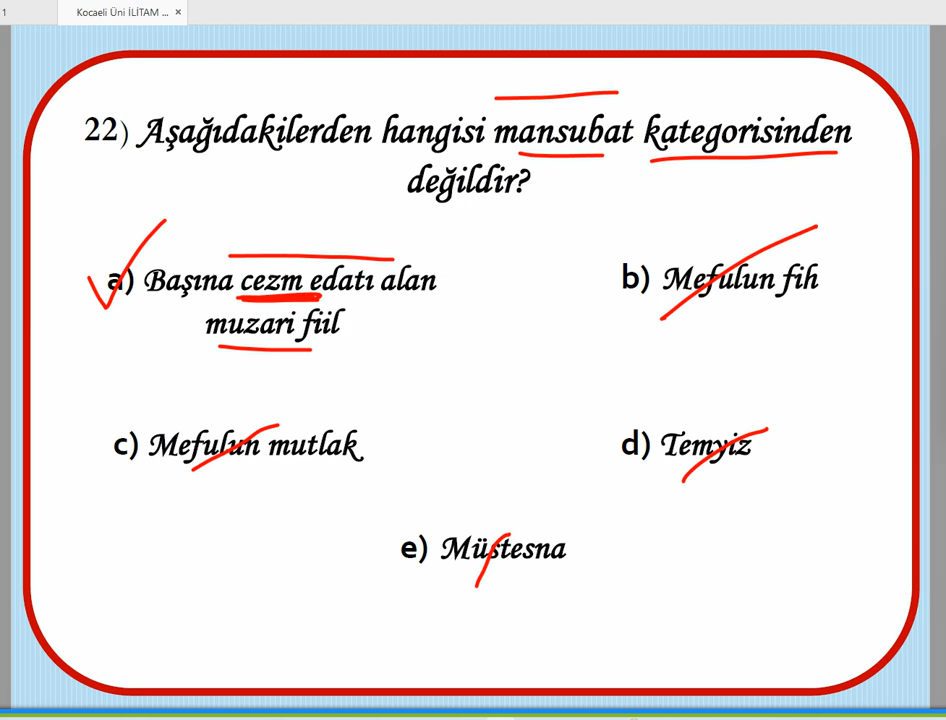 1
Kocaeli Üni İLİTAM ... ×
22) Aşağıdakilerden hangisi mansubat kategorisinden
değildir?
a) Başına cezm edatı alan
muzari fiil
b) Mefulun fih
c) Mefulun mutlak
d) Temyiz
e) Müstesna